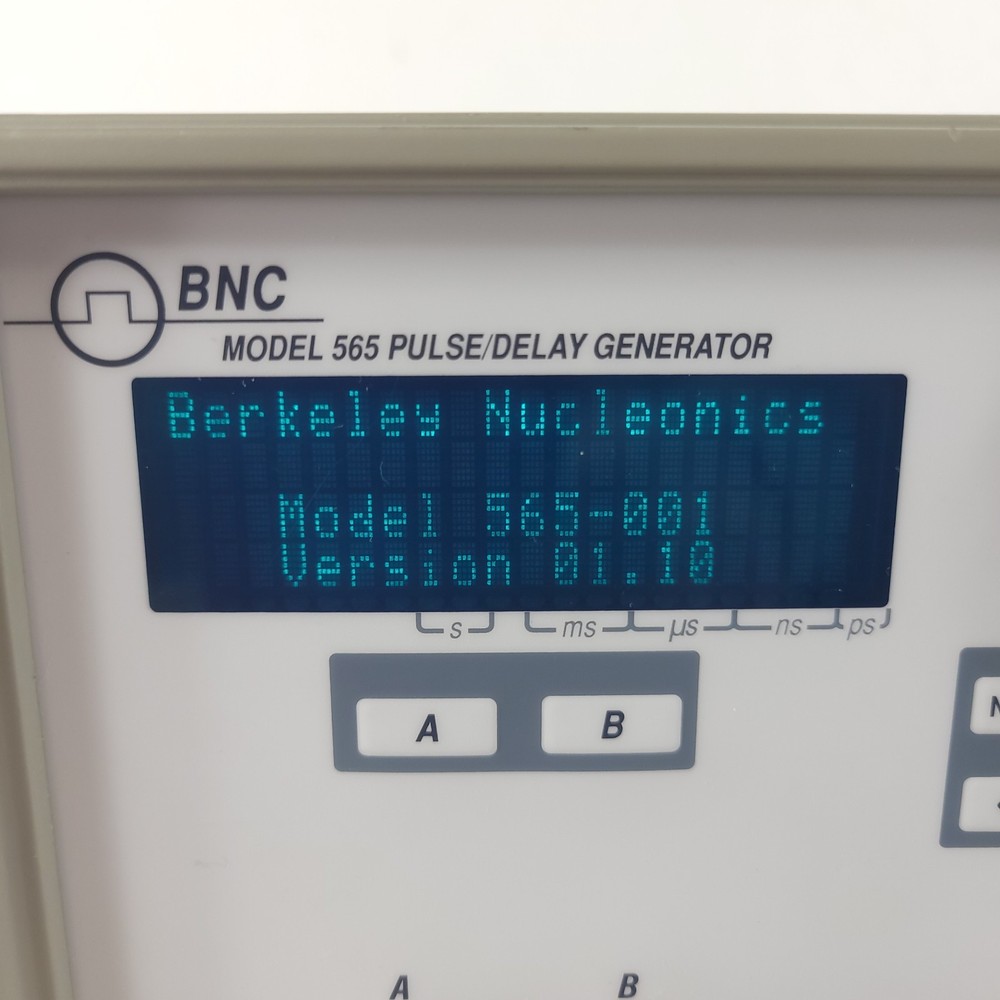 BNC
MODEL 565 PULSE/DELAY GENERATOR
Berkeley Nucleonics
Model 565-001
Version 01.10
s ms µs ns ps
A B
N
A B